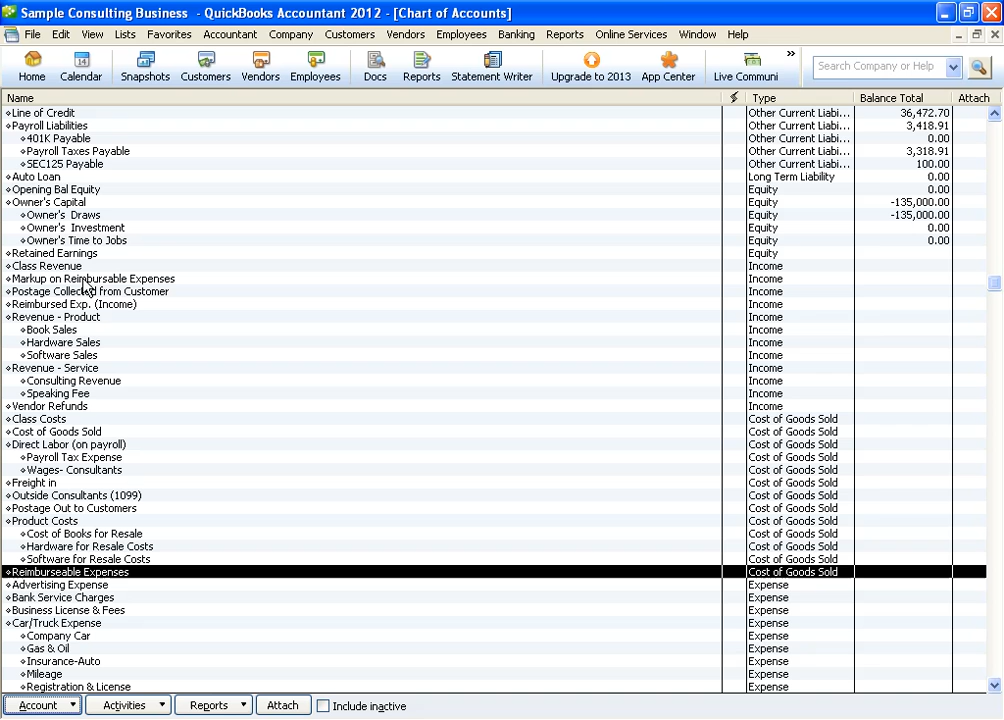 Sample Consulting Business - QuickBooks Accountant 2012 - [Chart of Accounts]
File Edit View Lists Favorites Accountant Company Customers Vendors Employees Banking Reports Online Services Window Help
Home Calendar Snapshots Customers Vendors Employees Docs Reports Statement Writer Upgrade to 2013 App Center Live Communi » Search Company or Help
Name Type Balance Total Attach
Line of Credit Other Current Liabi... 36,472.70
Payroll Liabilities Other Current Liabi... 3,418.91
401K Payable Other Current Liabi... 0.00
Payroll Taxes Payable Other Current Liabi... 3,318.91
SEC125 Payable Other Current Liabi... 100.00
Auto Loan Long Term Liability 0.00
Opening Bal Equity Equity 0.00
Owner's Capital Equity -135,000.00
Owner's Draws Equity -135,000.00
Owner's Investment Equity 0.00
Owner's Time to Jobs Equity 0.00
Retained Earnings Equity
Class Revenue Income
Markup on Reimbursable Expenses Income
Postage Collected from Customer Income
Reimbursed Exp. (Income) Income
Revenue - Product Income
Book Sales Income
Hardware Sales Income
Software Sales Income
Revenue - Service Income
Consulting Revenue Income
Speaking Fee Income
Vendor Refunds Income
Class Costs Cost of Goods Sold
Cost of Goods Sold Cost of Goods Sold
Direct Labor (on payroll) Cost of Goods Sold
Payroll Tax Expense Cost of Goods Sold
Wages- Consultants Cost of Goods Sold
Freight in Cost of Goods Sold
Outside Consultants (1099) Cost of Goods Sold
Postage Out to Customers Cost of Goods Sold
Product Costs Cost of Goods Sold
Cost of Books for Resale Cost of Goods Sold
Hardware for Resale Costs Cost of Goods Sold
Software for Resale Costs Cost of Goods Sold
Reimburseable Expenses Cost of Goods Sold
Advertising Expense Expense
Bank Service Charges Expense
Business License & Fees Expense
Car/Truck Expense Expense
Company Car Expense
Gas & Oil Expense
Insurance-Auto Expense
Mileage Expense
Registration & License Expense
Account Activities Reports Attach Include inactive